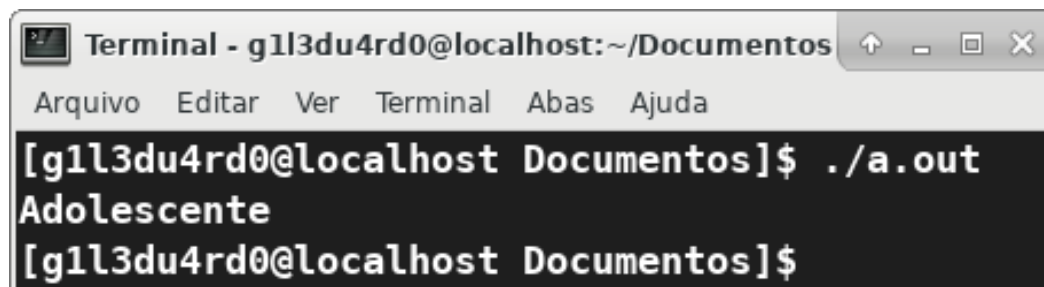 Terminal - g1l3du4rd0@localhost:~/Documentos
Arquivo Editar Ver Terminal Abas Ajuda
[g1l3du4rd0@localhost Documentos]$ ./a.out
Adolescente
[g1l3du4rd0@localhost Documentos]$